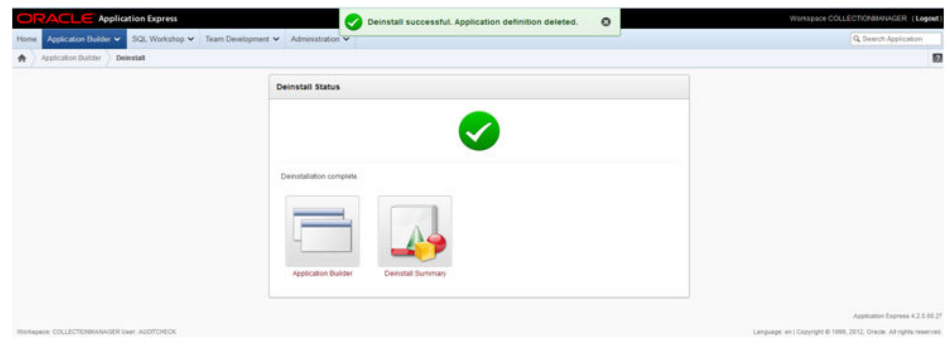 ORACLE Application Express
Deinstall successful. Application definition deleted.
Workspace COLLECTIONMANAGER (Logout)
Home Application Builder SQL Workshop Team Development Administration
Search Application
Application Builder Deinstall
Deinstall Status
Deinstallation complete.
Application Builder Deinstall Summary
Application Express 4.2.0.00.27
Workspace: COLLECTIONMANAGER User: AUDITCHECK
Language: en | Copyright © 1999, 2012, Oracle. All rights reserved.